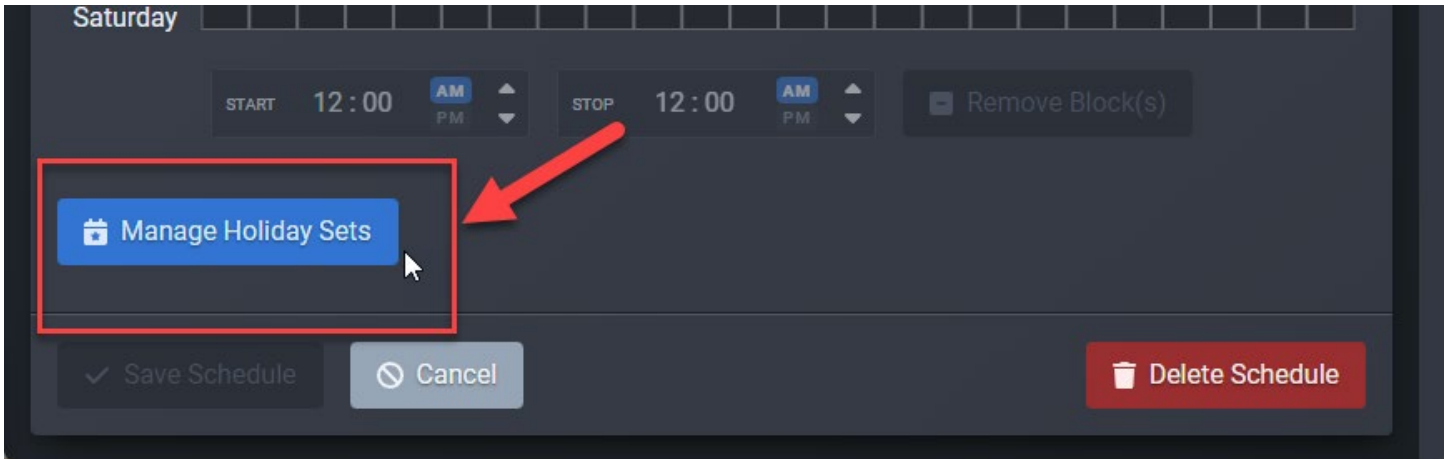 Saturday
START 12:00 AM PM STOP 12:00 AM PM Remove Block(s)
Manage Holiday Sets
Save Schedule Cancel Delete Schedule